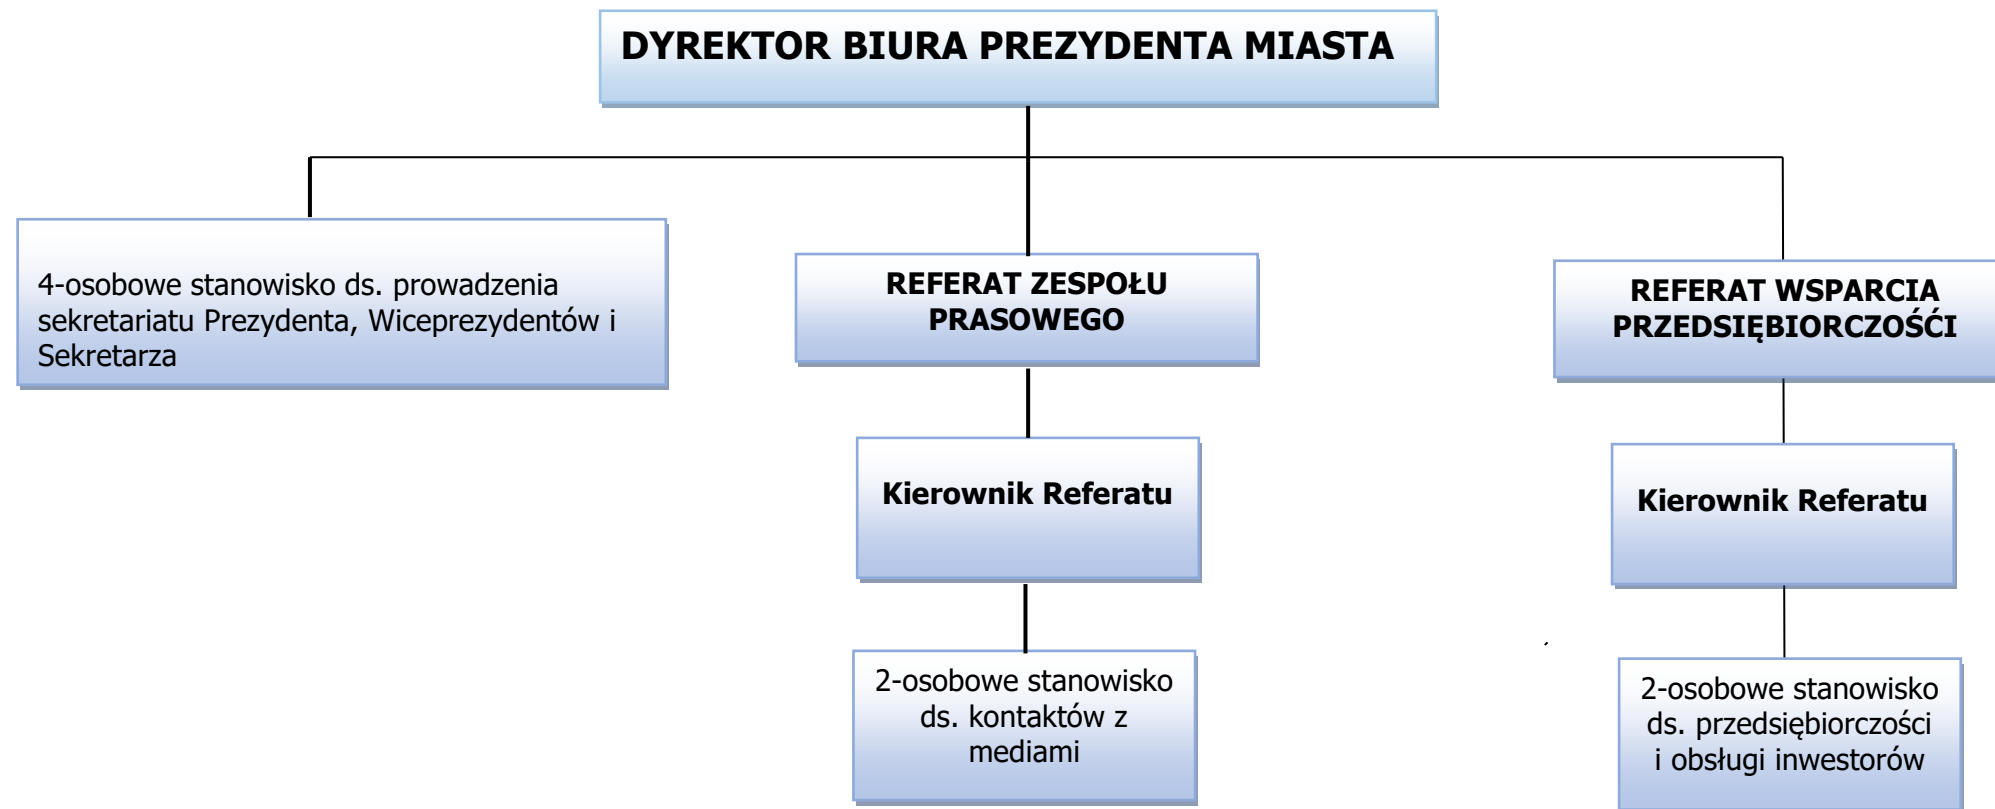 DYREKTOR BIURA PREZYDENTA MIASTA
4-osobowe stanowisko ds. prowadzenia
sekretariatu Prezydenta, Wiceprezydentów i
Sekretarza
REFERAT ZESPOŁU
PRASOWEGO
REFERAT WSPARCIA
PRZEDSIĘBIORCZOŚĆI
Kierownik Referatu
Kierownik Referatu
2-osobowe stanowisko
ds. kontaktów z
mediami
2-osobowe stanowisko
ds. przedsiębiorczości
i obsługi inwestorów